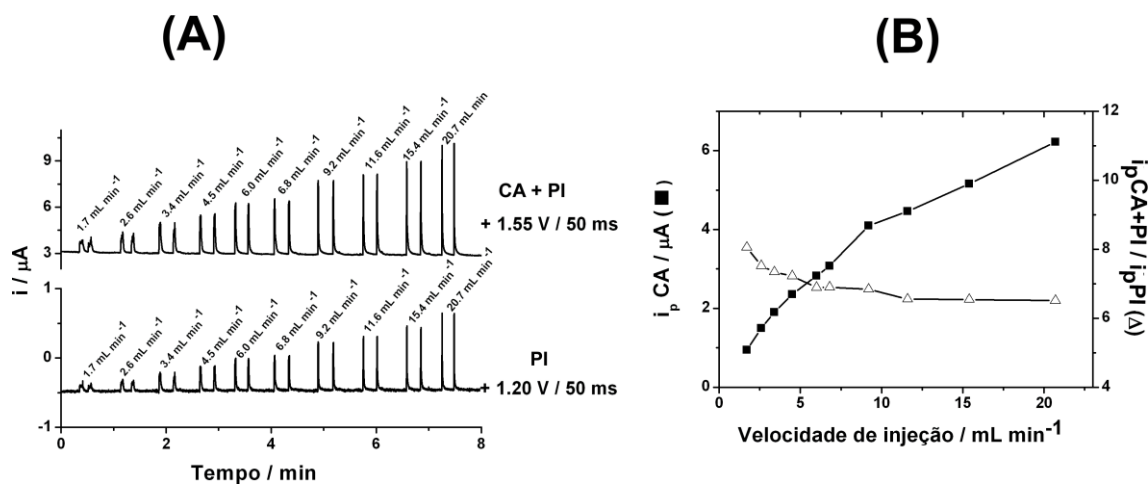 (A)
(B)
i / µA
9
6
3
1
0
-1
1.7 mL min⁻¹
2.6 mL min⁻¹
3.4 mL min⁻¹
4.5 mL min⁻¹
6.0 mL min⁻¹
6.8 mL min⁻¹
9.2 mL min⁻¹
11.6 mL min⁻¹
15.4 mL min⁻¹
20.7 mL min
CA + PI
+ 1.55 V / 50 ms
1.7 mL min⁻¹
2.6 mL min⁻¹
3.4 mL min⁻¹
4.5 mL min⁻¹
6.0 mL min⁻¹
6.8 mL min⁻¹
9.2 mL min⁻¹
11.6 mL min⁻¹
15.4 mL min⁻¹
20.7 mL min⁻¹
PI
+ 1.20 V / 50 ms
0 2 4 6 8
Tempo / min
i_p CA / µA (■)
6
4
2
0
12
10
8
6
4
i_pCA+PI / i_pPI (△)
0 5 10 15 20
Velocidade de injeção / mL min⁻¹